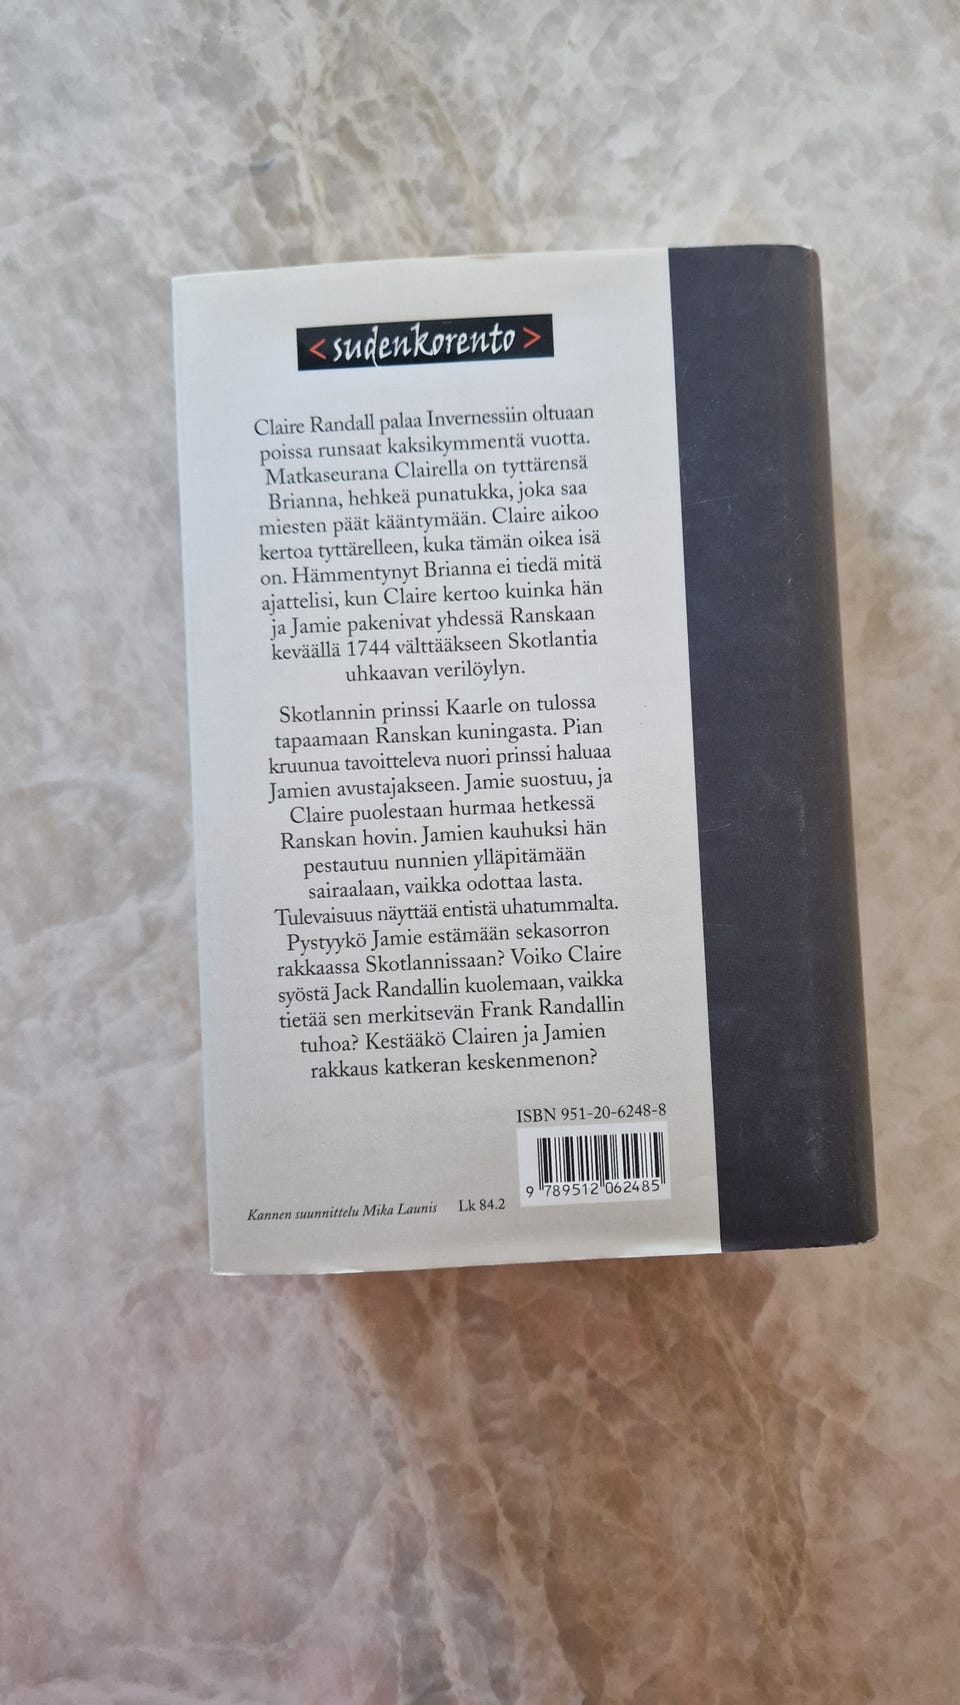 <sudenkorento>
Claire Randall palaa Invernessiin oltuaan
poissa runsaat kaksikymmentä vuotta.
Matkaseurana Clairella on tyttärensä
Brianna, hehkeä punatukka, joka saa
miesten päät kääntymään. Claire aikoo
kertoa tyttärelleen, kuka tämän oikea isä
on. Hämmentynyt Brianna ei tiedä mitä
ajattelisi, kun Claire kertoo kuinka hän
ja Jamie pakenivat yhdessä Ranskaan
keväällä 1744 välttääkseen Skotlantia
uhkaavan verilöylyn.
Skotlannin prinssi Kaarle on tulossa
tapaamaan Ranskan kuningasta. Pian
kruunua tavoitteleva nuori prinssi haluaa
Jamien avustajakseen. Jamie suostuu, ja
Claire puolestaan hurmaa hetkessä
Ranskan hovin. Jamien kauhuksi hän
pestautuu nunnien ylläpitämään
sairaalaan, vaikka odottaa lasta.
Tulevaisuus näyttää entistä uhatummalta.
Pystyykö Jamie estämään sekasorron
rakkaassa Skotlannissaan? Voiko Claire
syöstä Jack Randallin kuolemaan, vaikka
tietää sen merkitsevän Frank Randallin
tuhoa? Kestääkö Clairen ja Jamien
rakkaus katkeran keskenmenon?
ISBN 951-20-6248-8
9 789512 062485
Kannen suunnittelu Mika Launis Lk 84.2